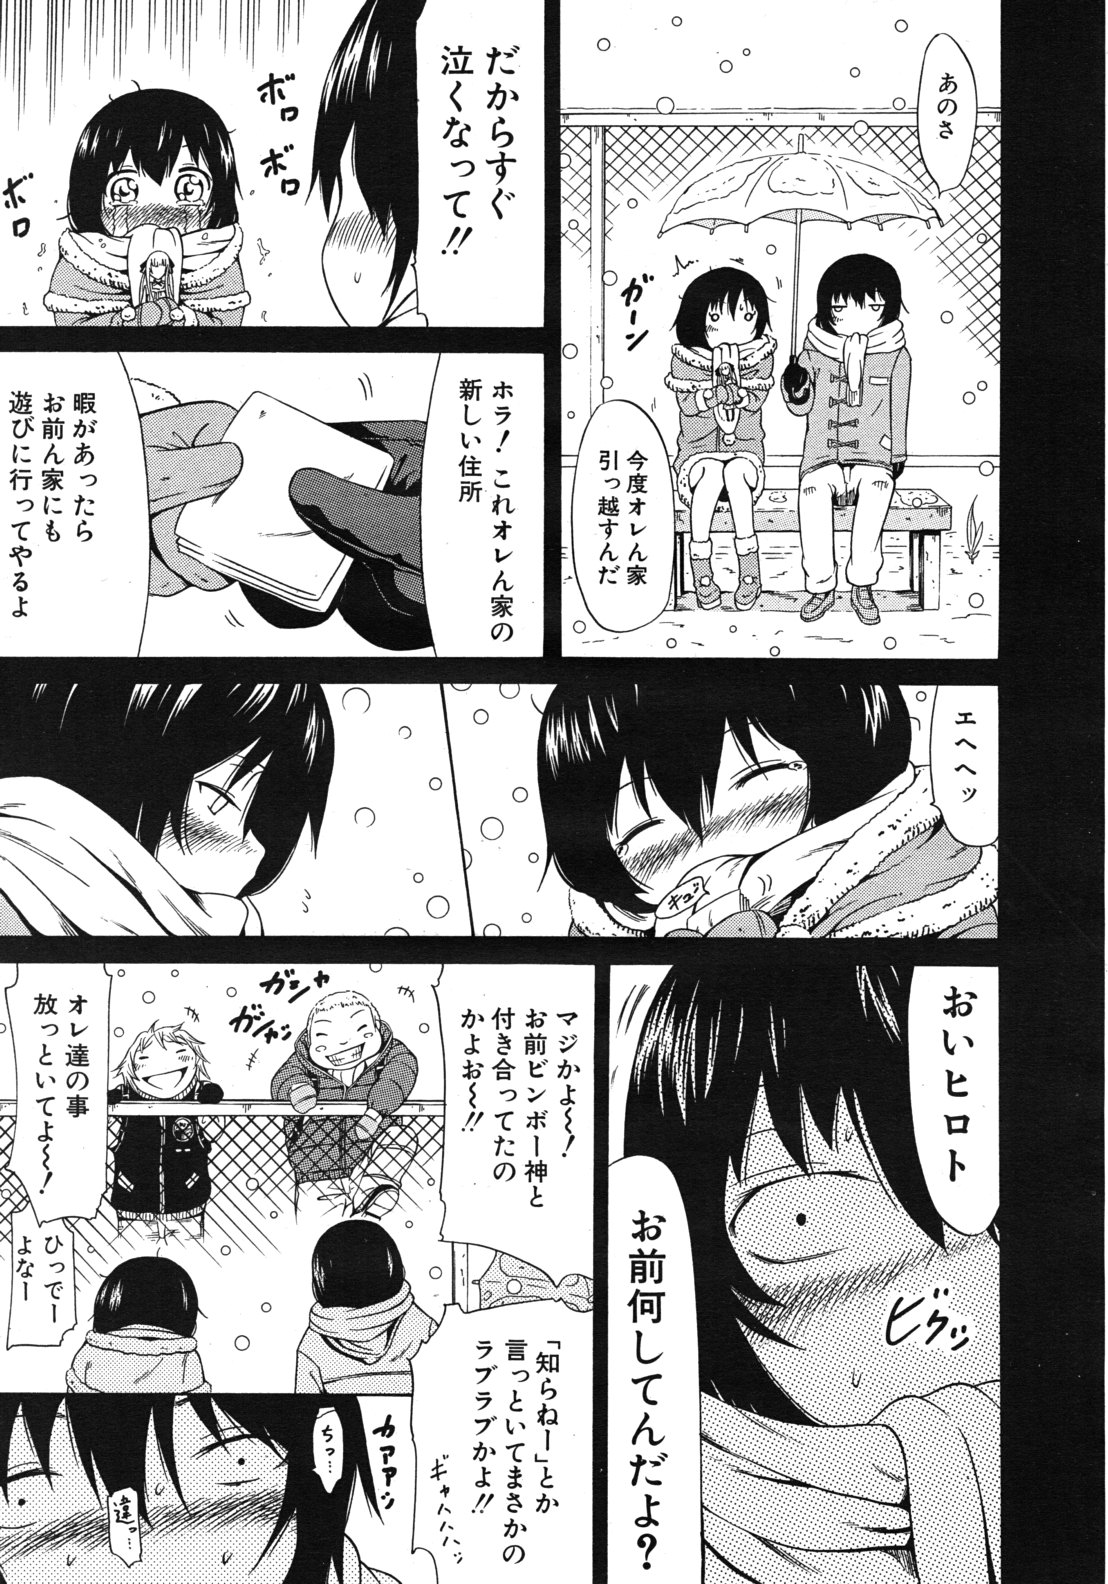 あのさ
ガーン
今度オレん家
引っ越すんだ
だからすぐ
泣くなって!!
ボロ
ボロ
ボロ
ホラ!これオレん家の
新しい住所
暇があったら
お前ん家にも
遊びに行ってやるよ
エヘヘッ
キュッ
おいヒロト
ビクッ
お前何してんだよ?
マジかよ〜!
お前ビンボー神と
付き合ってたの
かよお〜!!
ガシャ
ガシャッ
オレ達の事
放っといてよ〜!
ひっでー
よなー
「知らねー」とか
言っといてまさかの
ラブラブかよ!!
ギャハハハッ
カアアッ
ちっ…
違っ…